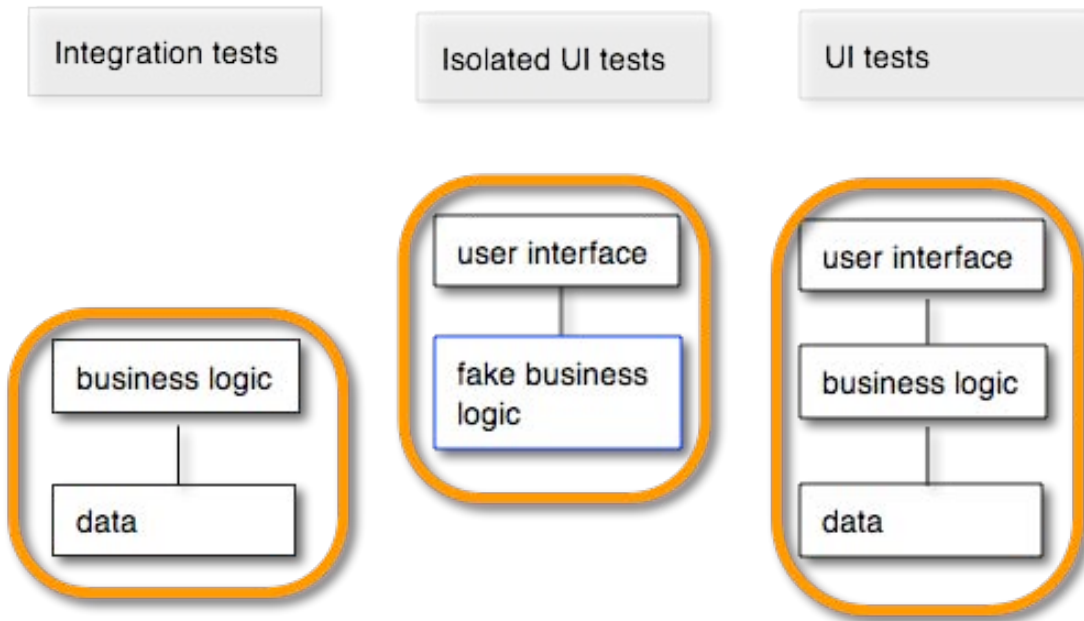 Integration tests
Isolated UI tests
UI tests
business logic
data
user interface
fake business
logic
user interface
business logic
data